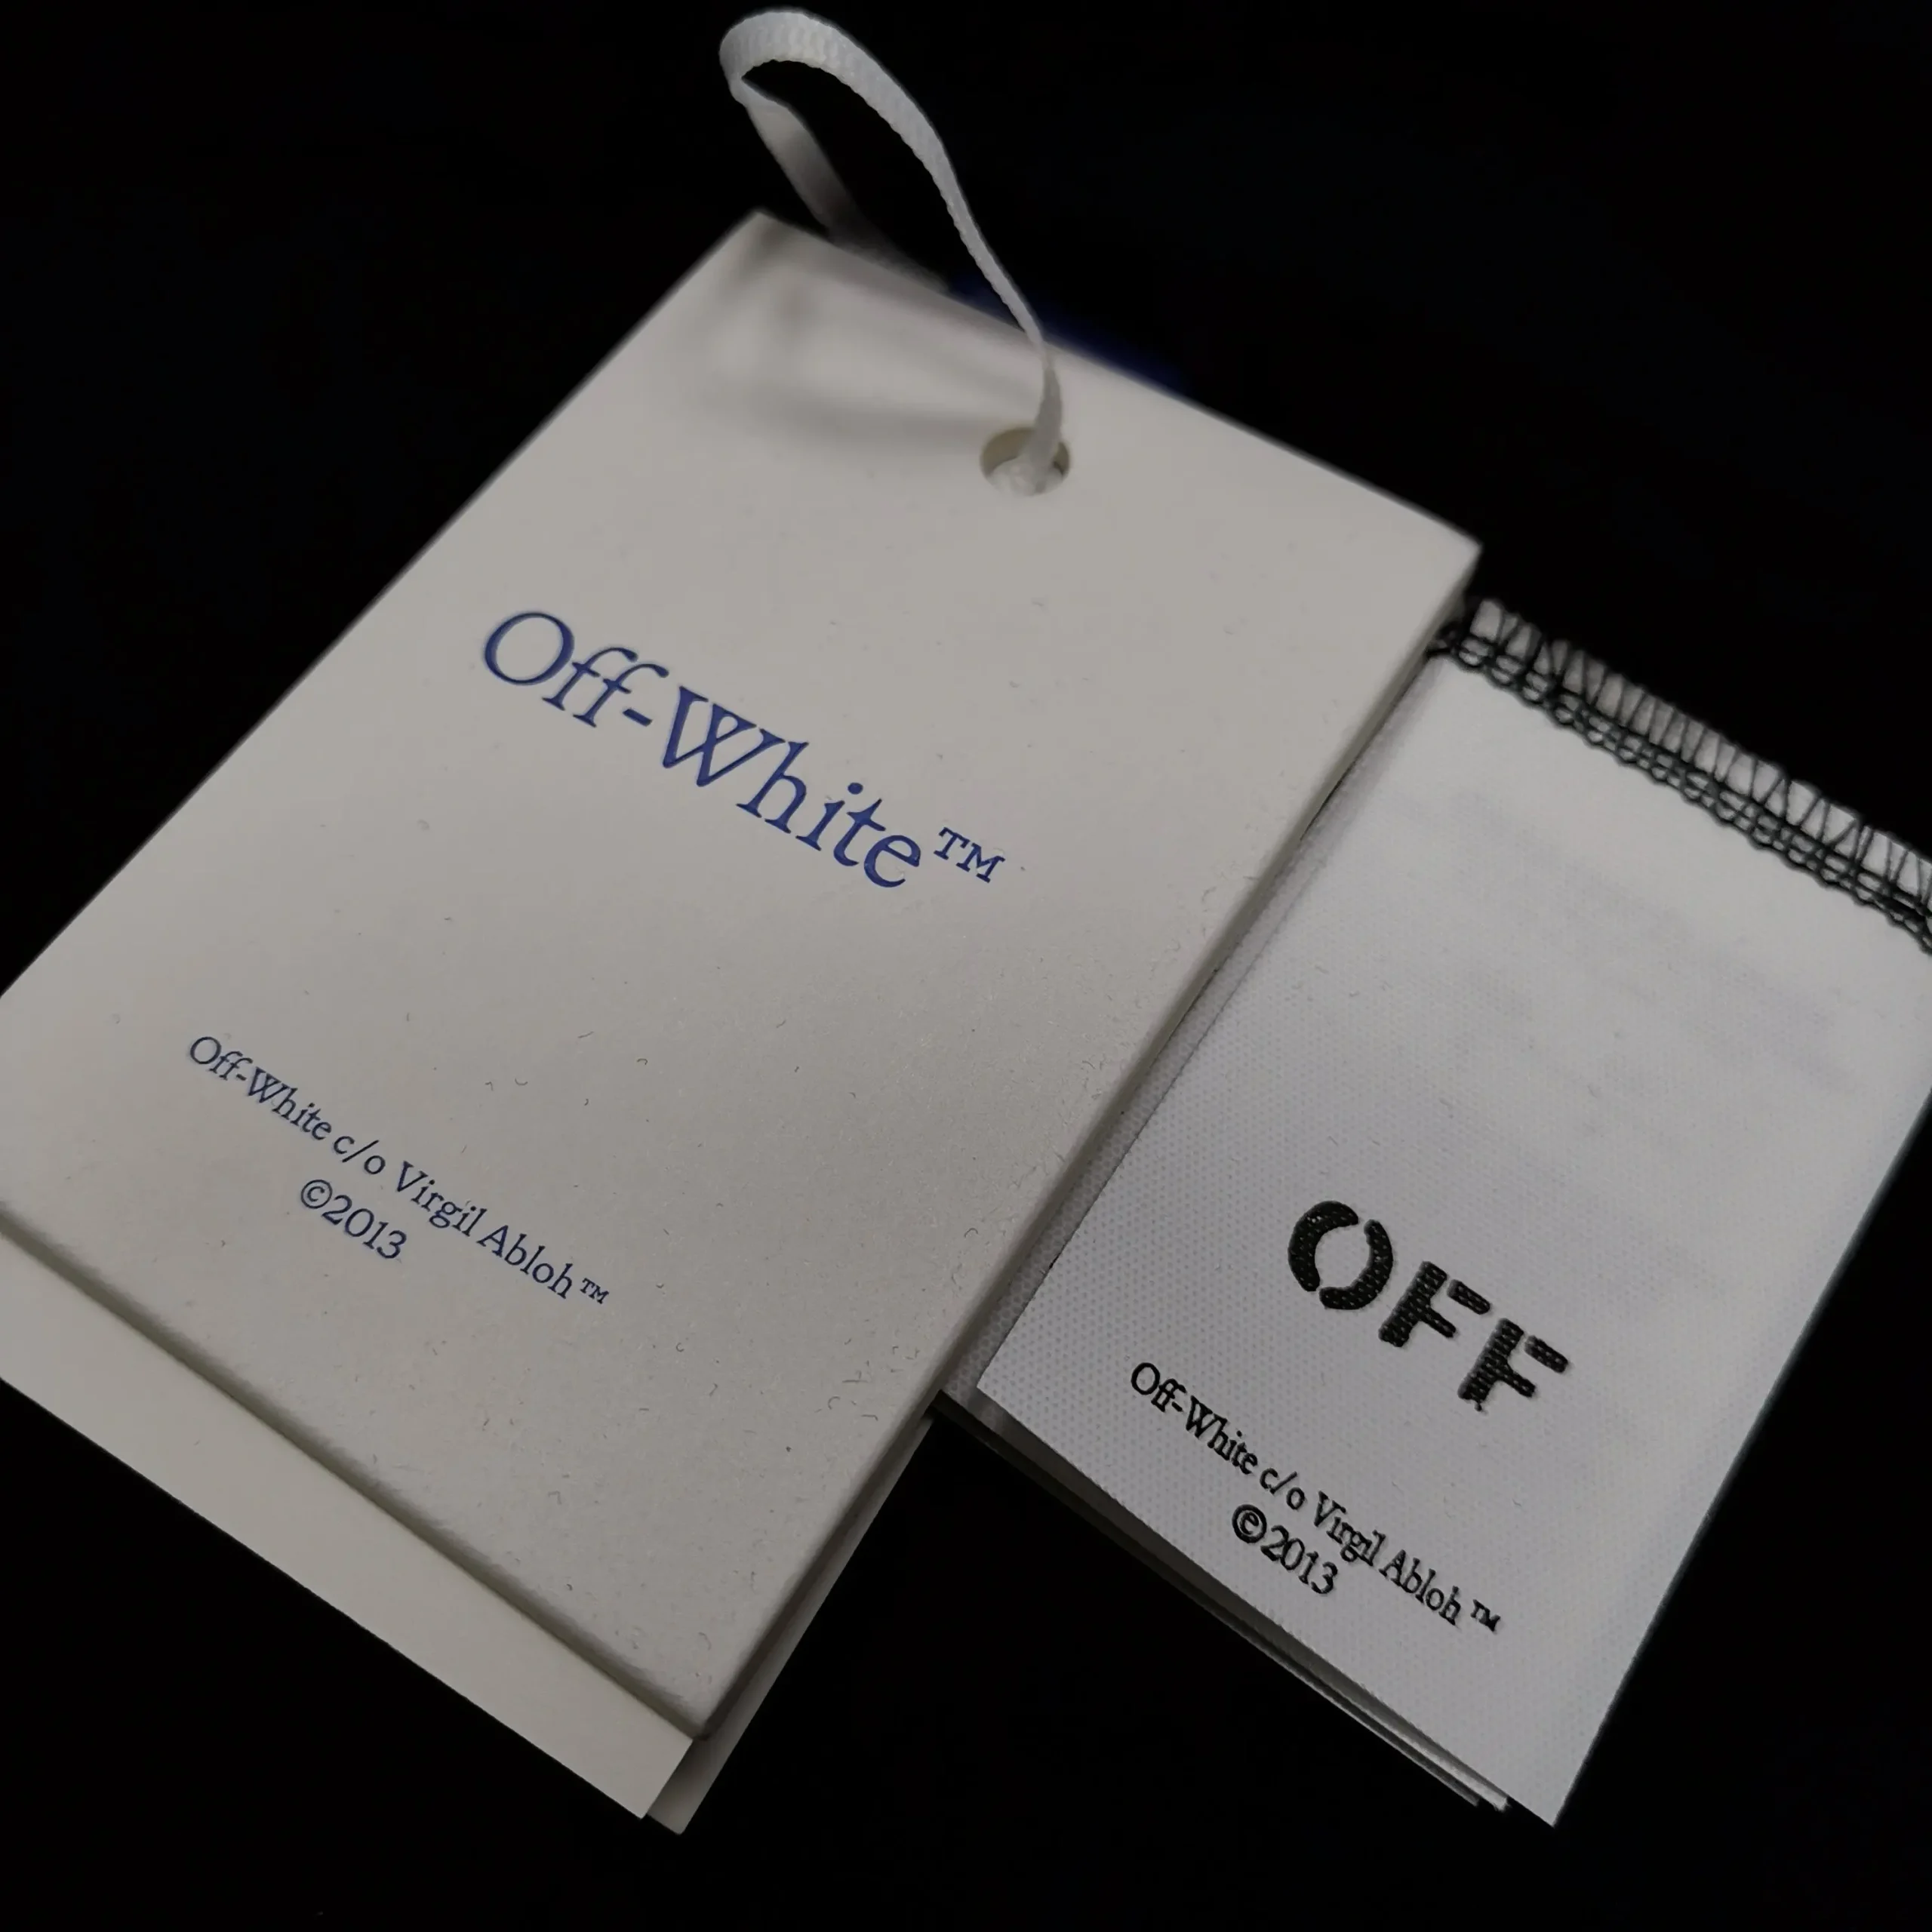 Off-White™
Off-White c/o Virgil Abloh™
©2013
OFF
Off-White c/o Virgil Abloh™
©2013